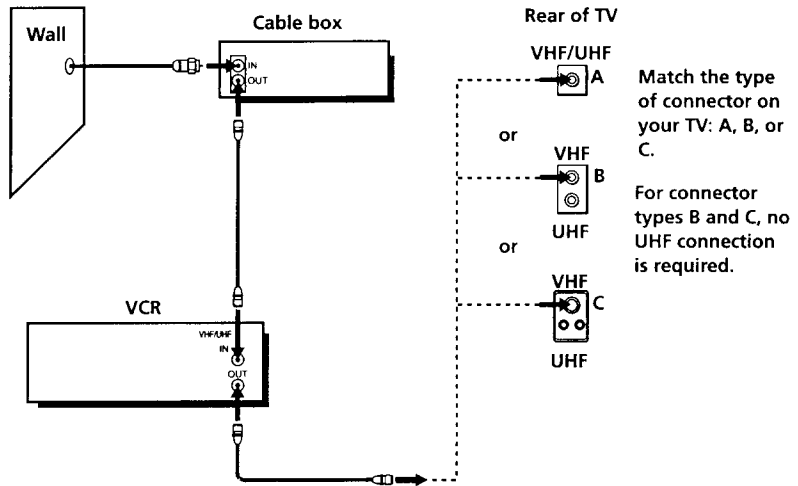 Wall
Cable box
IN
OUT
VCR
VHF/UHF
IN
OUT
Rear of TV
VHF/UHF
A
or
VHF
B
UHF
or
VHF
C
UHF
Match the type
of connector on
your TV: A, B, or
C.
For connector
types B and C, no
UHF connection
is required.